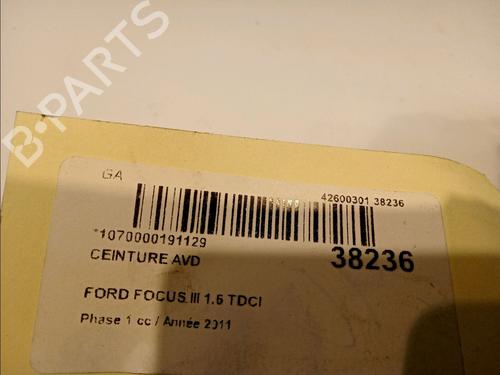 B-PARTS
GA
42600301 38236
*1070000191129
38236
CEINTURE AVD
FORD FOCUS III 1.6 TDCI
Phase 1 cc / Année 2011